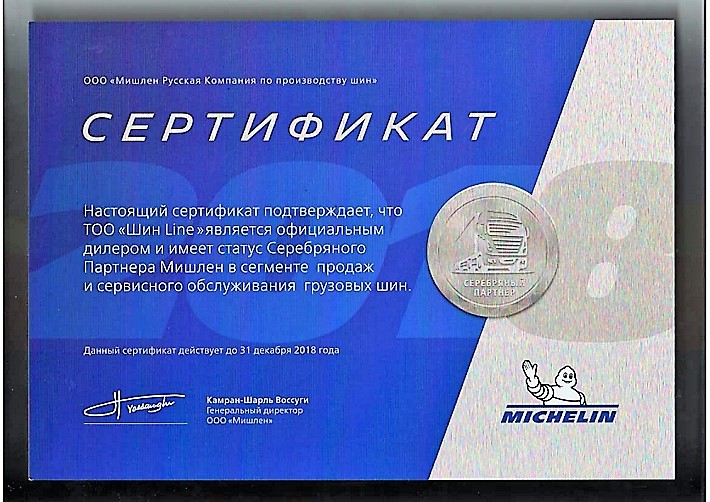 ООО «Мишлен Русская Компания по производству шин»
СЕРТИФИКАТ
2018
Настоящий сертификат подтверждает, что
ТОО «Шин Line» является официальным
дилером и имеет статус Серебряного
Партнера Мишлен в сегменте продаж
и сервисного обслуживания грузовых шин.
СЕРЕБРЯНЫЙ
ПАРТНЕР
Данный сертификат действует до 31 декабря 2018 года
Vossoughi
Камран-Шарль Воссуги
Генеральный директор
ООО «Мишлен»
MICHELIN